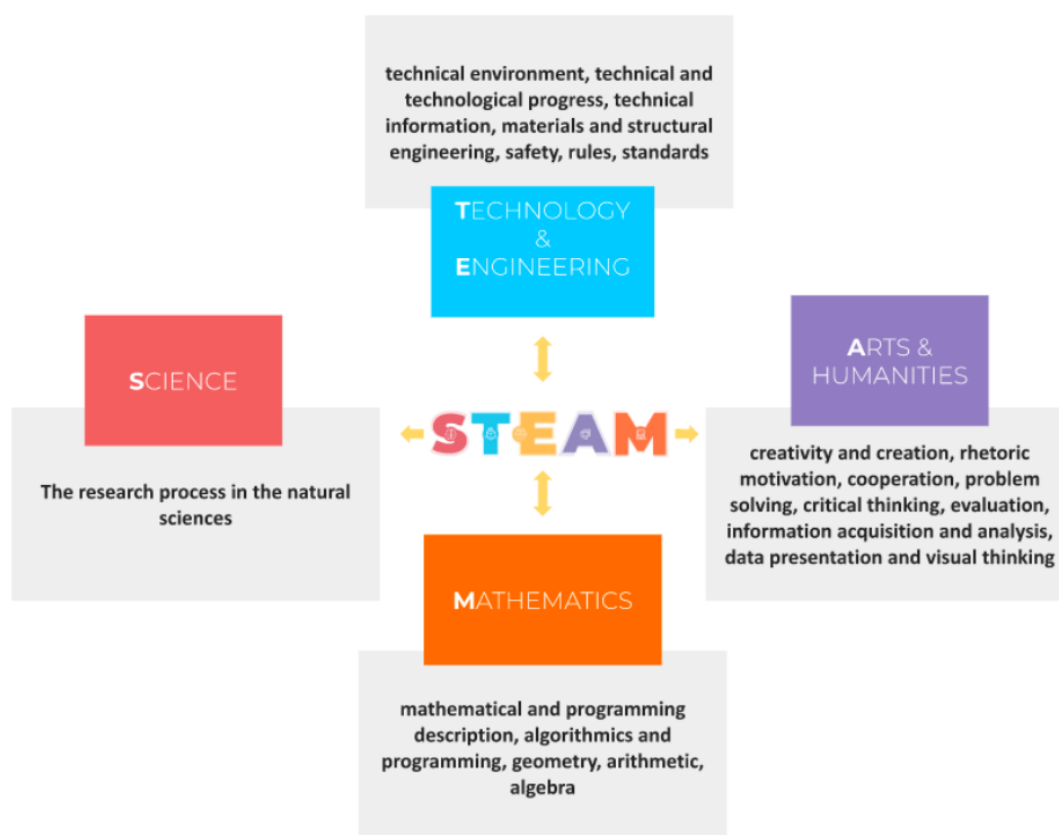 technical environment, technical and
technological progress, technical
information, materials and structural
engineering, safety, rules, standards
TECHNOLOGY
&
ENGINEERING
SCIENCE
The research process in the natural
sciences
STEAM
ARTS &
HUMANITIES
creativity and creation, rhetoric
motivation, cooperation, problem
solving, critical thinking, evaluation,
information acquisition and analysis,
data presentation and visual thinking
MATHEMATICS
mathematical and programming
description, algorithmics and
programming, geometry, arithmetic,
algebra